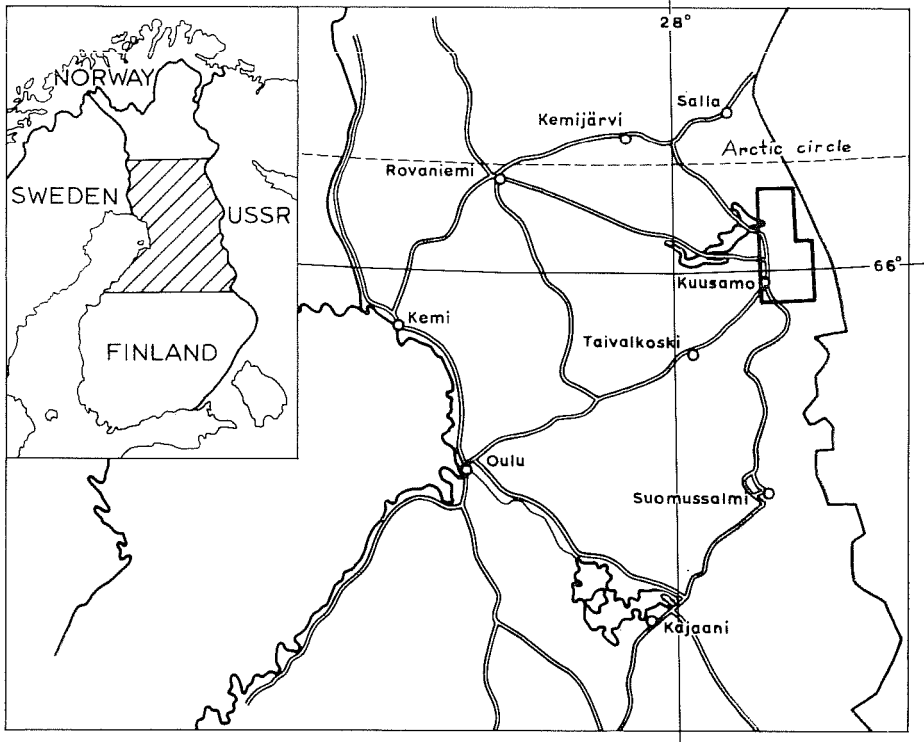 28°
NORWAY
SWEDEN
USSR
FINLAND
Salla
Kemijärvi
Arctic circle
Rovaniemi
66°
Kuusamo
Kemi
Taivalkoski
Oulu
Suomussalmi
Kajaani